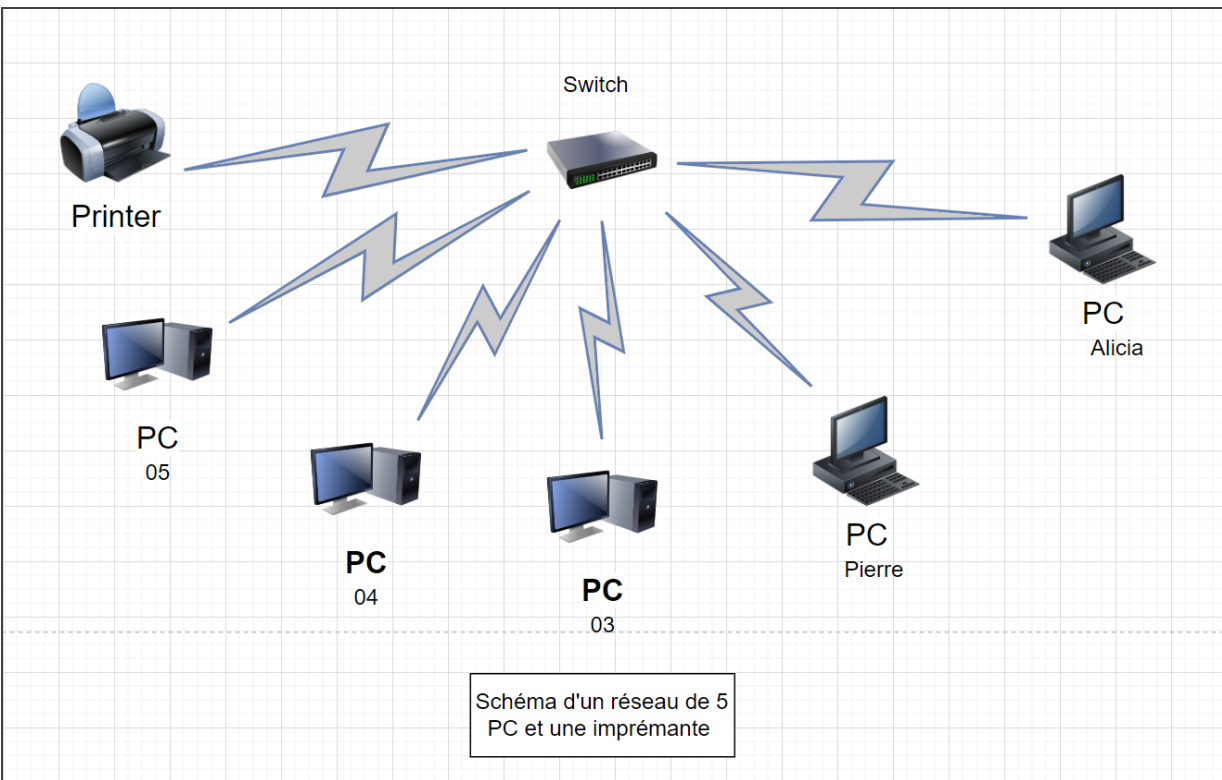 Switch
Printer
PC
Alicia
PC
05
PC
04
PC
03
PC
Pierre
Schéma d'un réseau de 5
PC et une imprémante